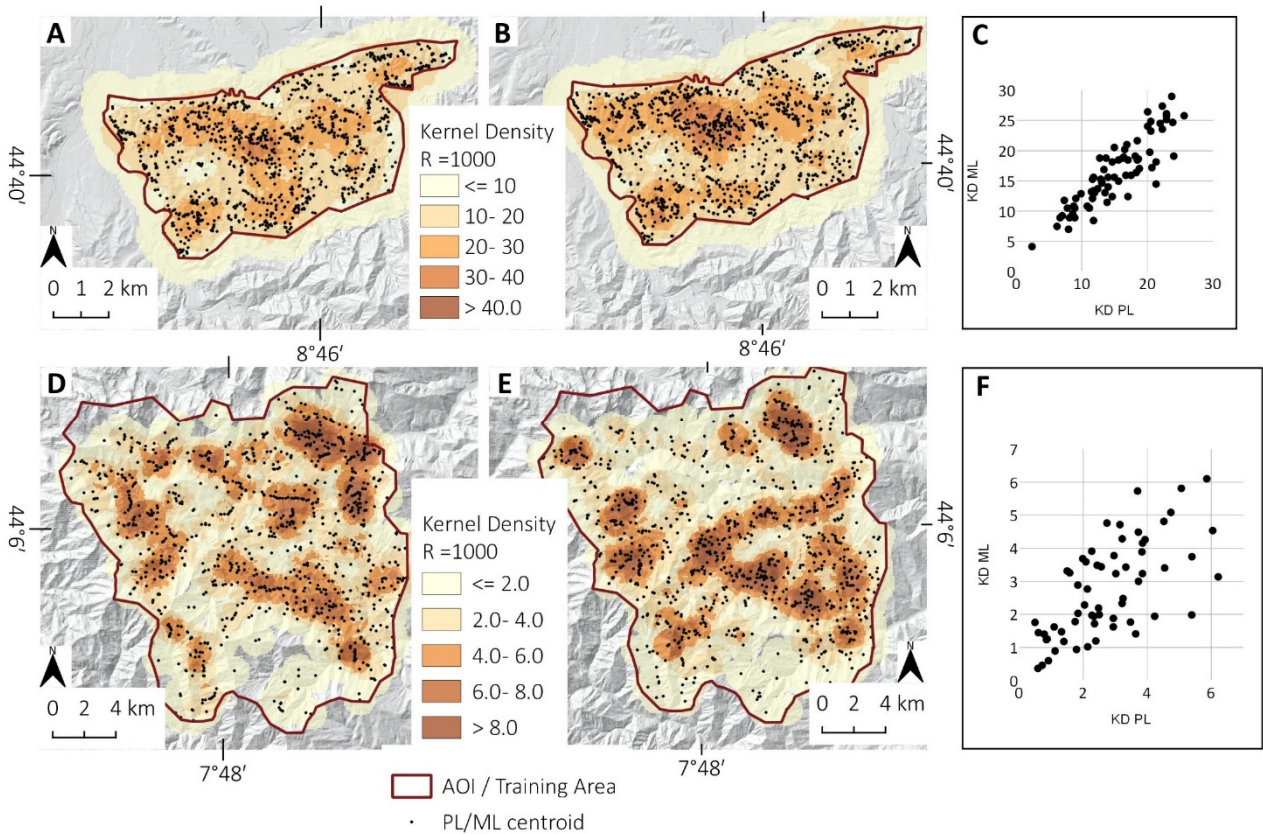 A
B
C
Kernel Density
R =1000
<= 10
10- 20
20- 30
30- 40
> 40.0
44°40'
44°40'
N
N
0 1 2 km
0 1 2 km
8°46'
8°46'
30
25
20
15
10
5
0
KD ML
0 10 20 30
KD PL
D
E
F
Kernel Density
R =1000
<= 2.0
2.0- 4.0
4.0- 6.0
6.0- 8.0
> 8.0
44°6'
44°6'
N
N
0 2 4 km
0 2 4 km
7°48'
7°48'
7
6
5
4
3
2
1
0
KD ML
0 2 4 6
KD PL
AOI / Training Area
PL/ML centroid